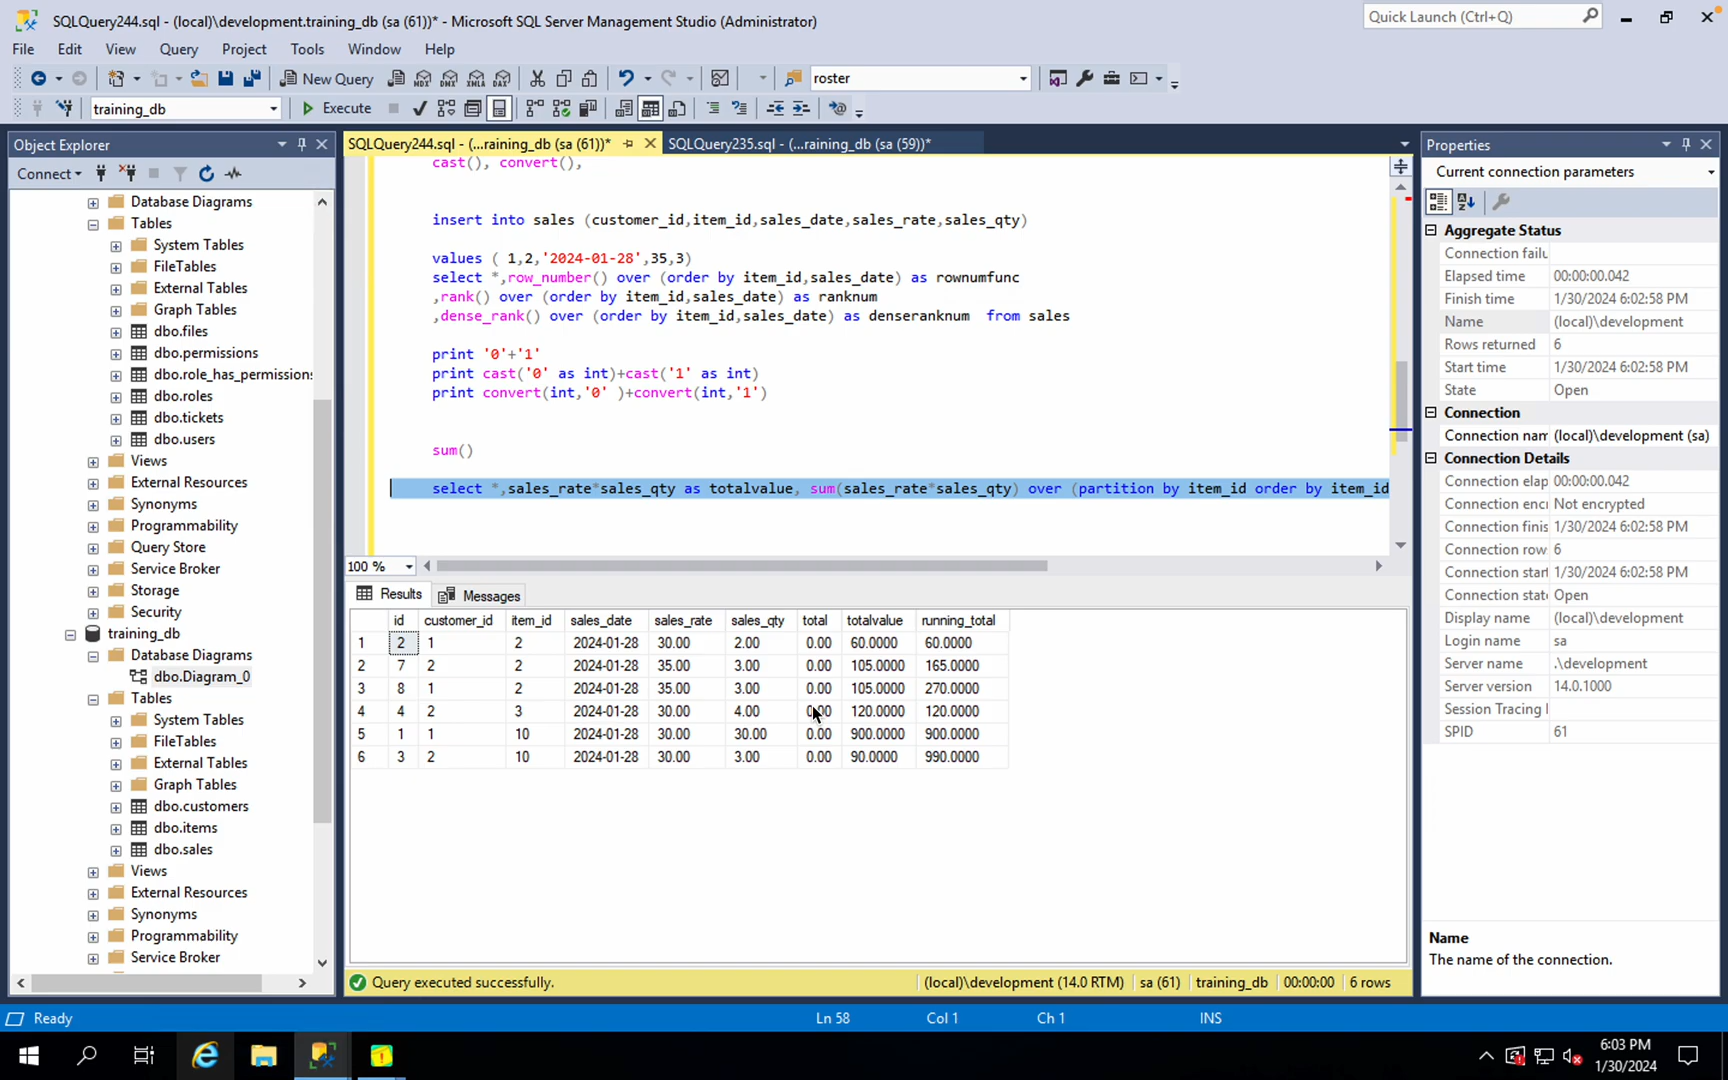 SQLQuery244.sql - (local)\development.training_db (sa (61))* - Microsoft SQL Server Management Studio (Administrator)
Quick Launch (Ctrl+Q)
File Edit View Query Project Tools Window Help
New Query
MDX DMX XMLA DAX
roster
training_db
Execute
Object Explorer
Connect
Database Diagrams
Tables
System Tables
FileTables
External Tables
Graph Tables
dbo.files
dbo.permissions
dbo.role_has_permissions
dbo.roles
dbo.tickets
dbo.users
Views
External Resources
Synonyms
Programmability
Query Store
Service Broker
Storage
Security
training_db
Database Diagrams
dbo.Diagram_0
Tables
System Tables
FileTables
External Tables
Graph Tables
dbo.customers
dbo.items
dbo.sales
Views
External Resources
Synonyms
Programmability
Service Broker
SQLQuery244.sql - (...raining_db (sa (61))* SQLQuery235.sql - (...raining_db (sa (59))*
cast(), convert(),
insert into sales (customer_id,item_id,sales_date,sales_rate,sales_qty)
values ( 1,2,'2024-01-28',35,3)
select *,row_number() over (order by item_id,sales_date) as rownumfunc
,rank() over (order by item_id,sales_date) as ranknum
,dense_rank() over (order by item_id,sales_date) as denseranknum  from sales
print '0'+'1'
print cast('0' as int)+cast('1' as int)
print convert(int,'0' )+convert(int,'1')
sum()
select *,sales_rate*sales_qty as totalvalue, sum(sales_rate*sales_qty) over (partition by item_id order by item_id
100 %
Results Messages
id customer_id item_id sales_date sales_rate sales_qty total totalvalue running_total
1 2 1 2 2024-01-28 30.00 2.00 0.00 60.0000 60.0000
2 7 2 2 2024-01-28 35.00 3.00 0.00 105.0000 165.0000
3 8 1 2 2024-01-28 35.00 3.00 0.00 105.0000 270.0000
4 4 2 3 2024-01-28 30.00 4.00 0.00 120.0000 120.0000
5 1 1 10 2024-01-28 30.00 30.00 0.00 900.0000 900.0000
6 3 2 10 2024-01-28 30.00 3.00 0.00 90.0000 990.0000
Query executed successfully. (local)\development (14.0 RTM) sa (61) training_db 00:00:00 6 rows
Properties
Current connection parameters
Aggregate Status
Connection failu
Elapsed time 00:00:00.042
Finish time 1/30/2024 6:02:58 PM
Name (local)\development
Rows returned 6
Start time 1/30/2024 6:02:58 PM
State Open
Connection
Connection nam (local)\development (sa)
Connection Details
Connection elap 00:00:00.042
Connection enc Not encrypted
Connection finis 1/30/2024 6:02:58 PM
Connection row 6
Connection start 1/30/2024 6:02:58 PM
Connection stat Open
Display name (local)\development
Login name sa
Server name .\development
Server version 14.0.1000
Session Tracing I
SPID 61
Name
The name of the connection.
Ready Ln 58 Col 1 Ch 1 INS
6:03 PM
1/30/2024